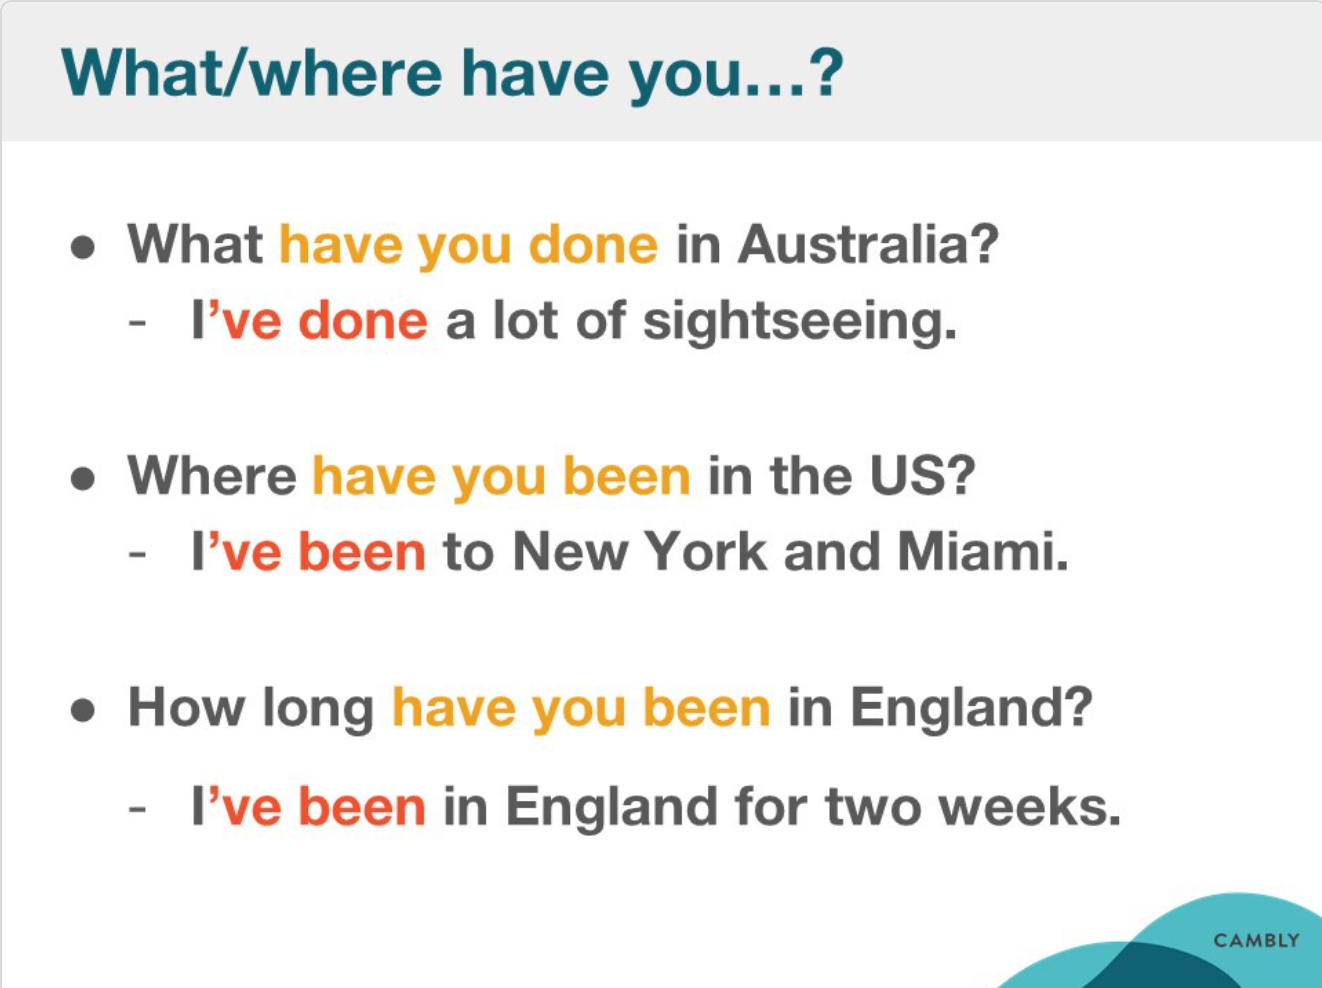 What/where have you...?
● What have you done in Australia?
- I’ve done a lot of sightseeing.
● Where have you been in the US?
- I’ve been to New York and Miami.
● How long have you been in England?
- I’ve been in England for two weeks.
CAMBLY